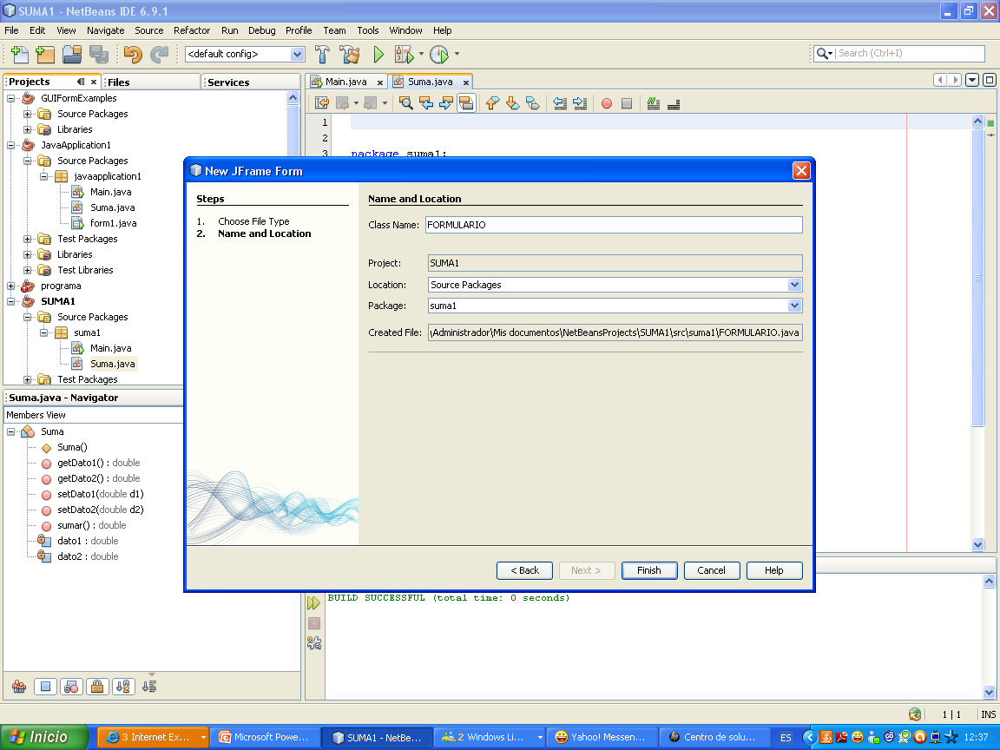 SUMA1 - NetBeans IDE 6.9.1
File Edit View Navigate Source Refactor Run Debug Profile Team Tools Window Help
<default config>
Search (Ctrl+I)
Projects
Files
Services
GUIFormExamples
Source Packages
Libraries
JavaApplication1
Source Packages
javaapplication1
Main.java
Suma.java
form1.java
Test Packages
Libraries
Test Libraries
programa
SUMA1
Source Packages
suma1
Main.java
Suma.java
Test Packages
Suma.java - Navigator
Members View
Suma
Suma()
getDato1() : double
getDato2() : double
setDato1(double d1)
setDato2(double d2)
sumar() : double
dato1 : double
dato2 : double
Main.java
Suma.java
1
2
3 package suma1;
New JFrame Form
Steps
1. Choose File Type
2. Name and Location
Name and Location
Class Name: FORMULARIO
Project: SUMA1
Location: Source Packages
Package: suma1
Created File: \Administrador\Mis documentos\NetBeansProjects\SUMA1\src\suma1\FORMULARIO.java
< Back Next > Finish Cancel Help
BUILD SUCCESSFUL (total time: 0 seconds)
1 | 1 INS
Inicio
3 Internet Ex...
Microsoft Powe...
SUMA1 - NetBe...
2 Windows Li...
Yahoo! Messen...
Centro de solu...
ES
12:37